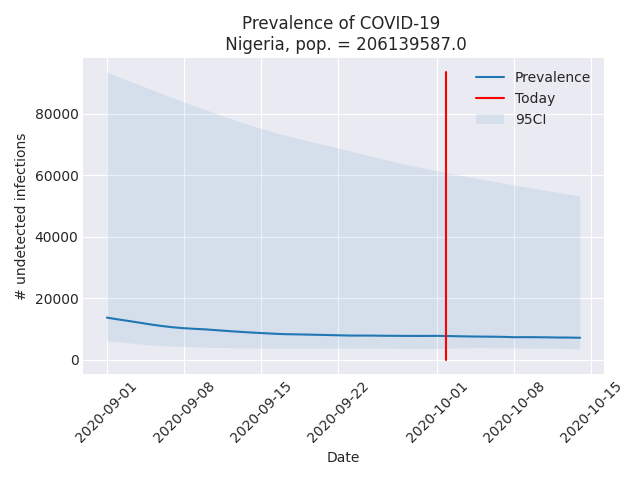 Prevalence of COVID-19
Nigeria, pop. = 206139587.0
Prevalence
Today
95CI
# undetected infections
80000
60000
40000
20000
0
2020-09-01
2020-09-08
2020-09-15
2020-09-22
2020-10-01
2020-10-08
2020-10-15
Date